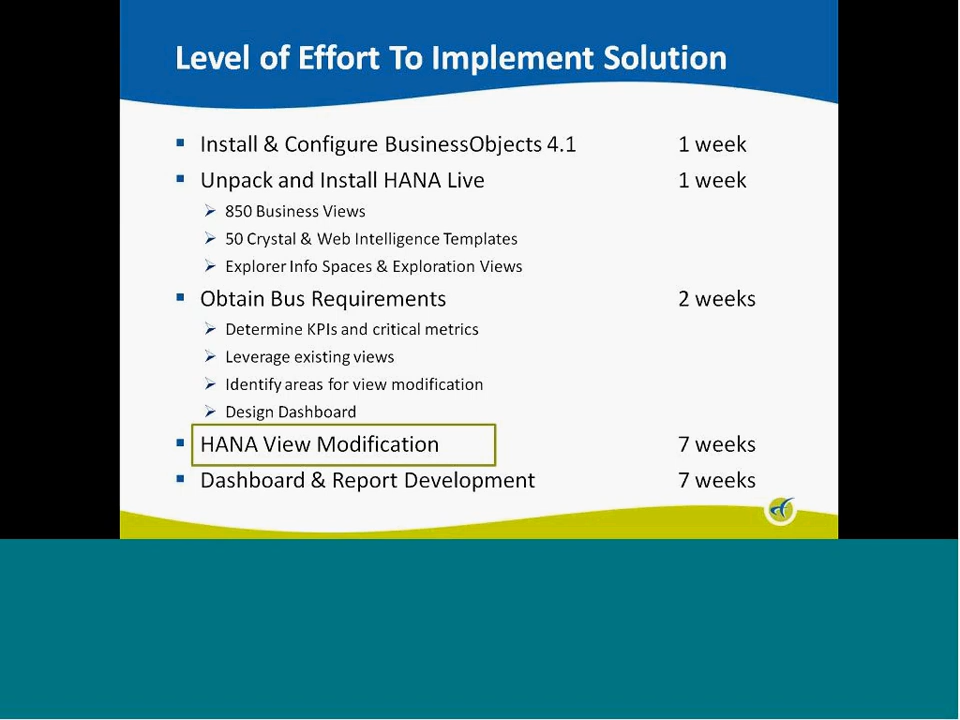 Level of Effort To Implement Solution
▪ Install & Configure BusinessObjects 4.1 1 week
▪ Unpack and Install HANA Live 1 week
➢ 850 Business Views
➢ 50 Crystal & Web Intelligence Templates
➢ Explorer Info Spaces & Exploration Views
▪ Obtain Bus Requirements 2 weeks
➢ Determine KPIs and critical metrics
➢ Leverage existing views
➢ Identify areas for view modification
➢ Design Dashboard
▪ HANA View Modification 7 weeks
▪ Dashboard & Report Development 7 weeks